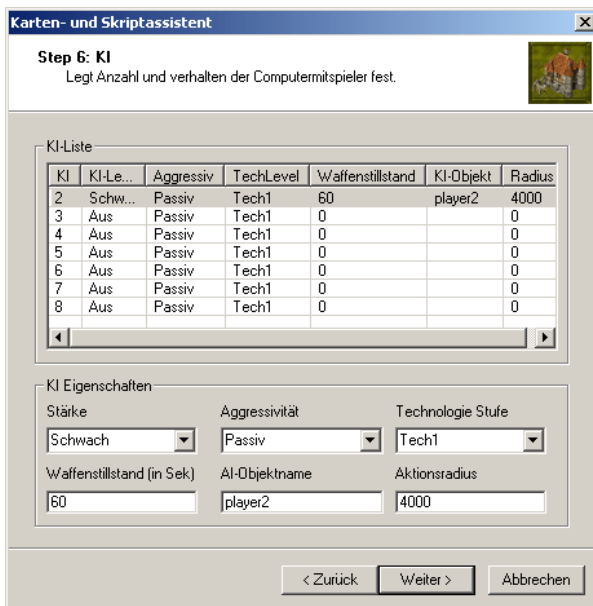 Karten- und Skriptassistent
Step 6: KI
Legt Anzahl und verhalten der Computermitspieler fest.
KI-Liste
KI KI-Le... Aggressiv TechLevel Waffenstillstand KI-Objekt Radius
2 Schw... Passiv Tech1 60 player2 4000
3 Aus Passiv Tech1 0 0
4 Aus Passiv Tech1 0 0
5 Aus Passiv Tech1 0 0
6 Aus Passiv Tech1 0 0
7 Aus Passiv Tech1 0 0
8 Aus Passiv Tech1 0 0
KI Eigenschaften
Stärke Aggressivität Technologie Stufe
Schwach Passiv Tech1
Waffenstillstand (in Sek) AI-Objektname Aktionsradius
60 player2 4000
< Zurück Weiter > Abbrechen